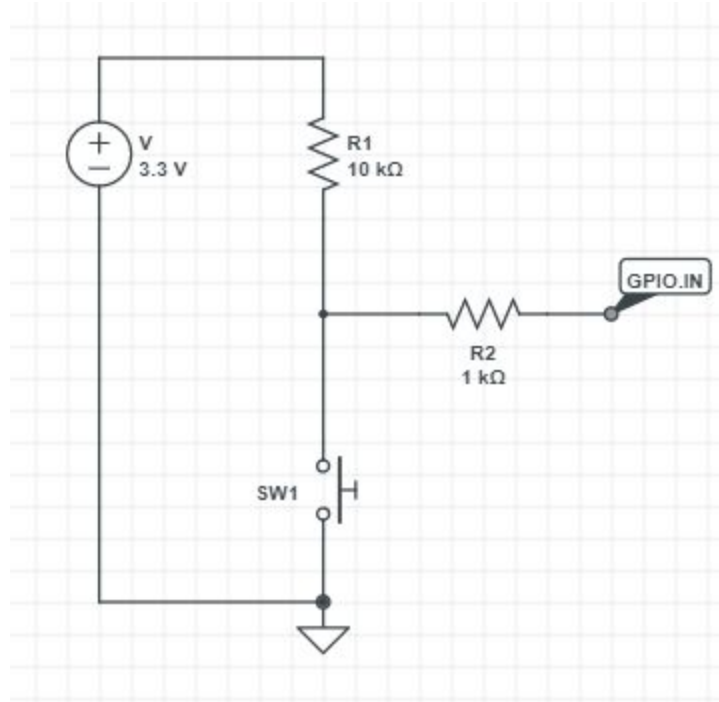 V
3.3 V
R1
10 kΩ
GPIO.IN
R2
1 kΩ
SW1